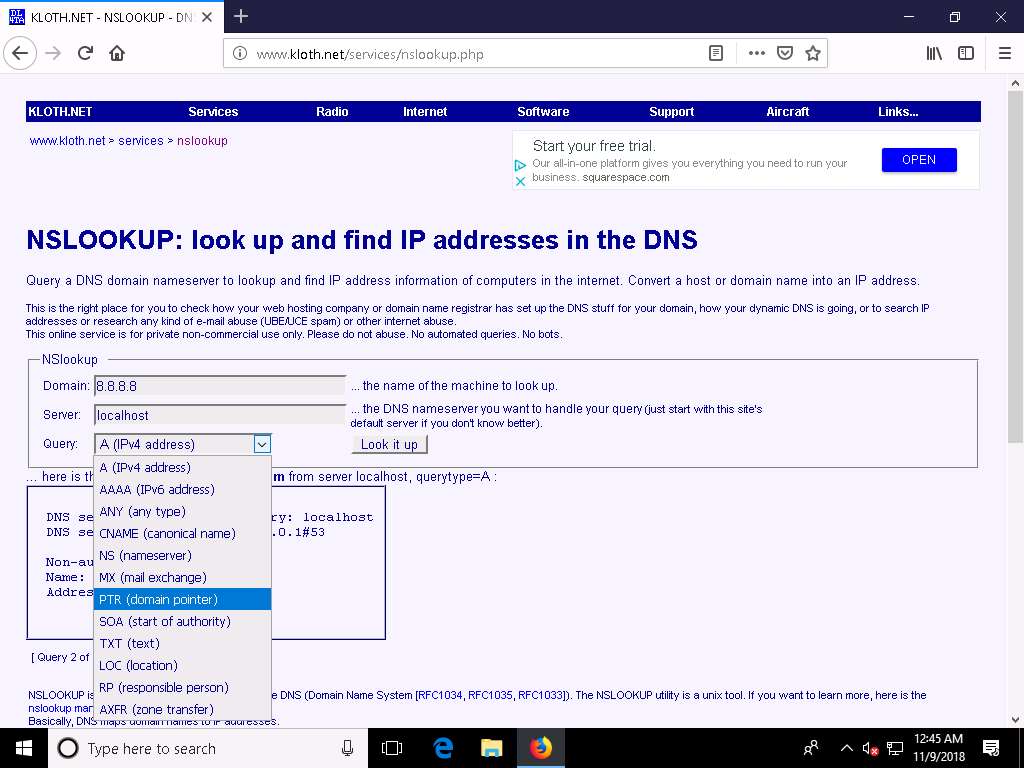 KLOTH.NET - NSLOOKUP - DN
www.kloth.net/services/nslookup.php
KLOTH.NET Services Radio Internet Software Support Aircraft Links...
www.kloth.net > services > nslookup
Start your free trial.
Our all-in-one platform gives you everything you need to run your
business. squarespace.com
OPEN
NSLOOKUP: look up and find IP addresses in the DNS
Query a DNS domain nameserver to lookup and find IP address information of computers in the internet. Convert a host or domain name into an IP address.
This is the right place for you to check how your web hosting company or domain name registrar has set up the DNS stuff for your domain, how your dynamic DNS is going, or to search IP
addresses or research any kind of e-mail abuse (UBE/UCE spam) or other internet abuse.
This online service is for private non-commercial use only. Please do not abuse. No automated queries. No bots.
NSlookup
Domain: 8.8.8.8 ... the name of the machine to look up.
Server: localhost ... the DNS nameserver you want to handle your query (just start with this site's
default server if you don't know better).
Query: A (IPv4 address) Look it up
A (IPv4 address)
AAAA (IPv6 address)
ANY (any type)
CNAME (canonical name)
NS (nameserver)
MX (mail exchange)
PTR (domain pointer)
SOA (start of authority)
TXT (text)
LOC (location)
RP (responsible person)
AXFR (zone transfer)
... here is th m from server localhost, querytype=A :
DNS se ry: localhost
DNS se .0.1#53
Non-au
Name:
Addres
[ Query 2 of
NSLOOKUP is e DNS (Domain Name System [RFC1034, RFC1035, RFC1033]). The NSLOOKUP utility is a unix tool. If you want to learn more, here is the
nslookup man
Basically, DNS maps domain names to IP addresses.
Type here to search
12:45 AM
11/9/2018